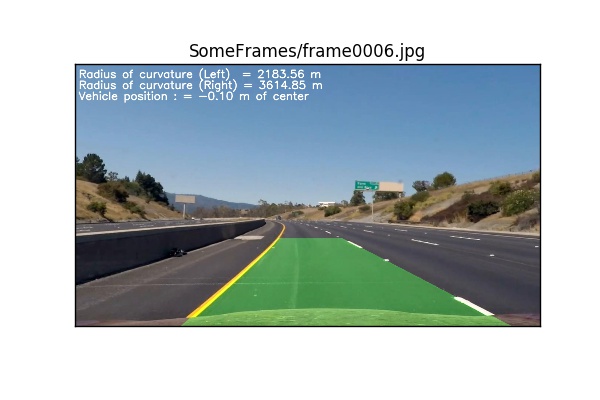 SomeFrames/frame0006.jpg
Radius of curvature (Left)  = 2183.56 m
Radius of curvature (Right) = 3614.85 m
Vehicle position : = −0.10 m of center